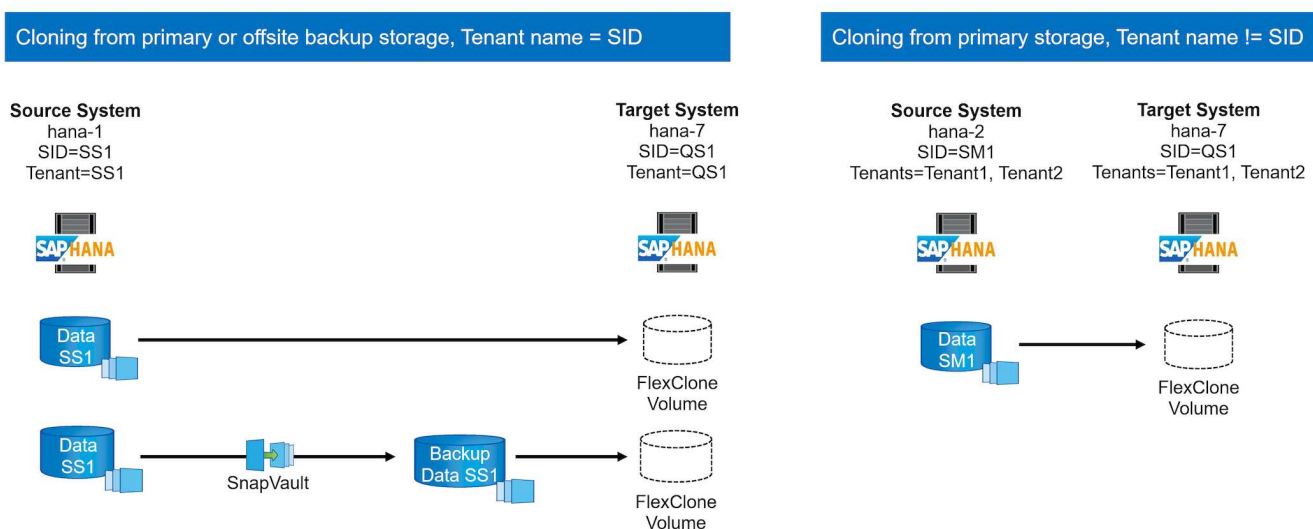 Cloning from primary or offsite backup storage, Tenant name = SID
Source System
hana-1
SID=SS1
Tenant=SS1
Target System
hana-7
SID=QS1
Tenant=QS1
SAP HANA
SAP HANA
Data
SS1
FlexClone
Volume
Data
SS1
SnapVault
Backup
Data SS1
FlexClone
Volume
Cloning from primary storage, Tenant name != SID
Source System
hana-2
SID=SM1
Tenants=Tenant1, Tenant2
Target System
hana-7
SID=QS1
Tenants=Tenant1, Tenant2
SAP HANA
SAP HANA
Data
SM1
FlexClone
Volume